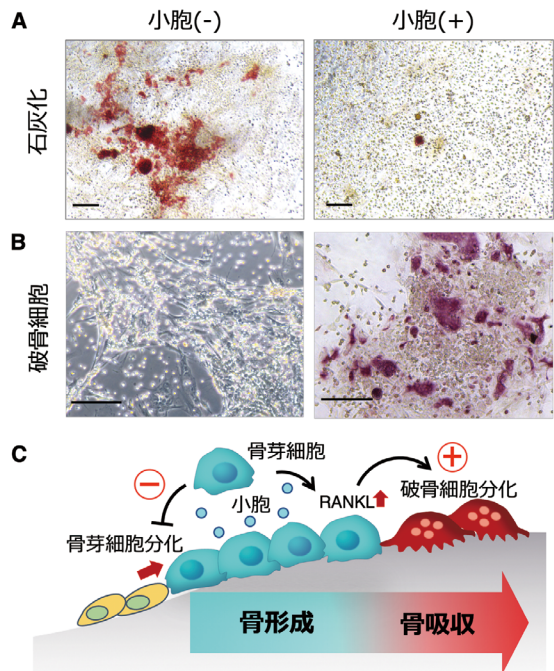 A
小胞(-)
小胞(+)
石灰化
B
破骨細胞
C
骨芽細胞
小胞
RANKL
破骨細胞分化
骨芽細胞分化
骨形成
骨吸収